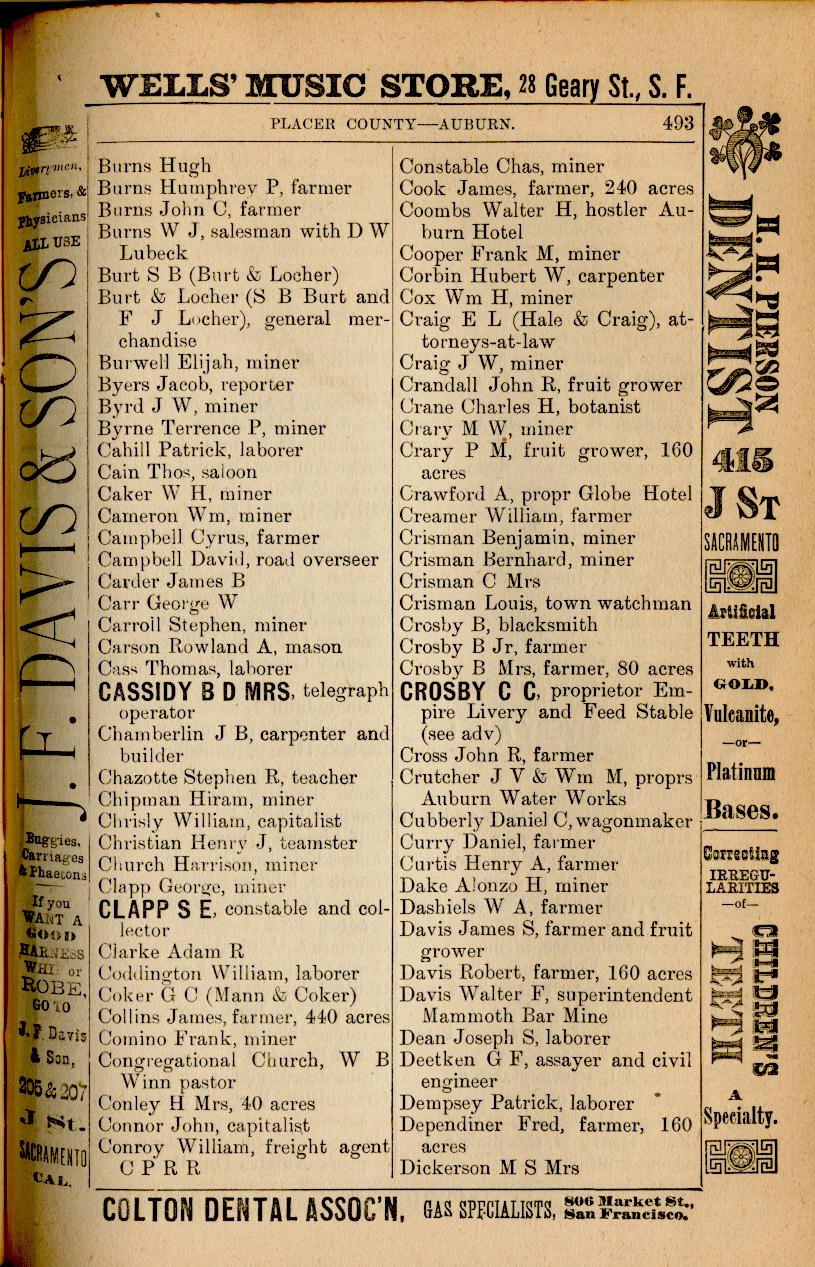 WELLS' MUSIC STORE, 28 Geary St., S. F.
PLACER COUNTY—AUBURN. 493
Burns Hugh
Burns Humphrey P, farmer
Burns John C, farmer
Burns W J, salesman with D W
Lubeck
Burt S B (Burt & Locher)
Burt & Locher (S B Burt and
F J Locher), general mer-
chandise
Burwell Elijah, miner
Byers Jacob, reporter
Byrd J W, miner
Byrne Terrence P, miner
Cahill Patrick, laborer
Cain Thos, saloon
Caker W H, miner
Cameron Wm, miner
Campbell Cyrus, farmer
Campbell David, road overseer
Carder James B
Carr George W
Carroll Stephen, miner
Carson Rowland A, mason
Cass Thomas, laborer
CASSIDY B D MRS, telegraph
operator
Chamberlin J B, carpenter and
builder
Chazotte Stephen R, teacher
Chipman Hiram, miner
Chrisly William, capitalist
Christian Henry J, teamster
Church Harrison, miner
Clapp George, miner
CLAPP S E, constable and col-
lector
Clarke Adam R
Coddington William, laborer
Coker G C (Mann & Coker)
Collins James, farmer, 440 acres
Comino Frank, miner
Congregational Church, W B
Winn pastor
Conley H Mrs, 40 acres
Connor John, capitalist
Conroy William, freight agent
C P R R
Constable Chas, miner
Cook James, farmer, 240 acres
Coombs Walter H, hostler Au-
burn Hotel
Cooper Frank M, miner
Corbin Hubert W, carpenter
Cox Wm H, miner
Craig E L (Hale & Craig), at-
torneys-at-law
Craig J W, miner
Crandall John R, fruit grower
Crane Charles H, botanist
Crary M W, miner
Crary P M, fruit grower, 160
acres
Crawford A, propr Globe Hotel
Creamer William, farmer
Crisman Benjamin, miner
Crisman Bernhard, miner
Crisman C Mrs
Crisman Louis, town watchman
Crosby B, blacksmith
Crosby B Jr, farmer
Crosby B Mrs, farmer, 80 acres
CROSBY C C, proprietor Em-
pire Livery and Feed Stable
(see adv)
Cross John R, farmer
Crutcher J V & Wm M, proprs
Auburn Water Works
Cubberly Daniel C, wagonmaker
Curry Daniel, farmer
Curtis Henry A, farmer
Dake Alonzo H, miner
Dashiels W A, farmer
Davis James S, farmer and fruit
grower
Davis Robert, farmer, 160 acres
Davis Walter F, superintendent
Mammoth Bar Mine
Dean Joseph S, laborer
Deetken G F, assayer and civil
engineer
Dempsey Patrick, laborer
Dependiner Fred, farmer, 160
acres
Dickerson M S Mrs
Liverymen,
Farmers, &
Physicians
ALL USE
J. F. DAVIS & SON'S
Buggies,
Carriages
& Phaetons
If you
WANT A
GOOD
HARNESS
or
ROBE,
GO TO
J. F. Davis
& Son,
205 & 207
J St.
SACRAMENTO
CAL.
H. H. PIERSON
DENTIST
415
J ST
SACRAMENTO
Artificial
TEETH
with
GOLD,
Vulcanite,
—or—
Platinum
Bases.
Correcting
IRREGU-
LARITIES
—of—
CHILDREN'S
TEETH
A
Specialty.
COLTON DENTAL ASSOC'N, GAS SPECIALISTS, 806 Market St.,
San Francisco.